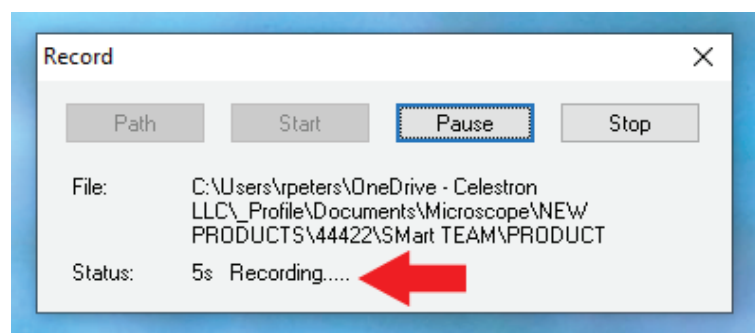 Record
Path Start Pause Stop
File: C:\Users\rpeters\OneDrive - Celestron
LLC\_Profile\Documents\Microscope\NEW
PRODUCTS\44422\SMart TEAM\PRODUCT
Status: 5s Recording.....